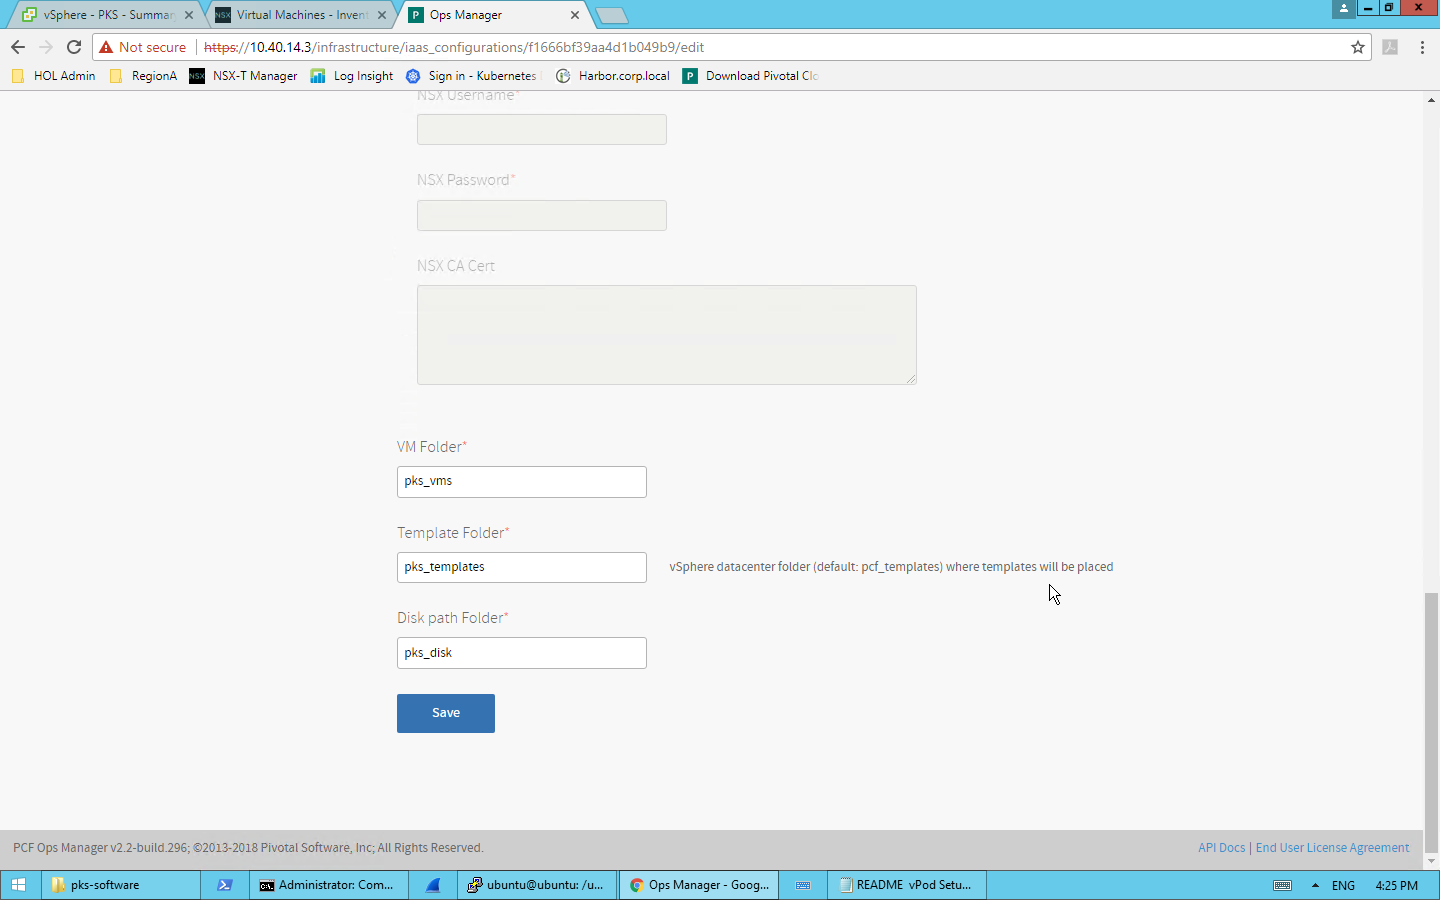 vSphere - PKS - Summar
Virtual Machines - Invent
Ops Manager
Not secure
https://10.40.14.3/infrastructure/iaas_configurations/f1666bf39aa4d1b049b9/edit
HOL Admin
RegionA
NSX
NSX-T Manager
Log Insight
Sign in - Kubernetes
Harbor.corp.local
P
Download Pivotal Clo
NSX Username*
NSX Password*
NSX CA Cert
VM Folder*
pks_vms
Template Folder*
pks_templates
vSphere datacenter folder (default: pcf_templates) where templates will be placed
Disk path Folder*
pks_disk
Save
PCF Ops Manager v2.2-build.296; ©2013-2018 Pivotal Software, Inc; All Rights Reserved.
API Docs | End User License Agreement
pks-software
Administrator: Com...
ubuntu@ubuntu: /u...
Ops Manager - Goog...
README vPod Setu...
ENG
4:25 PM